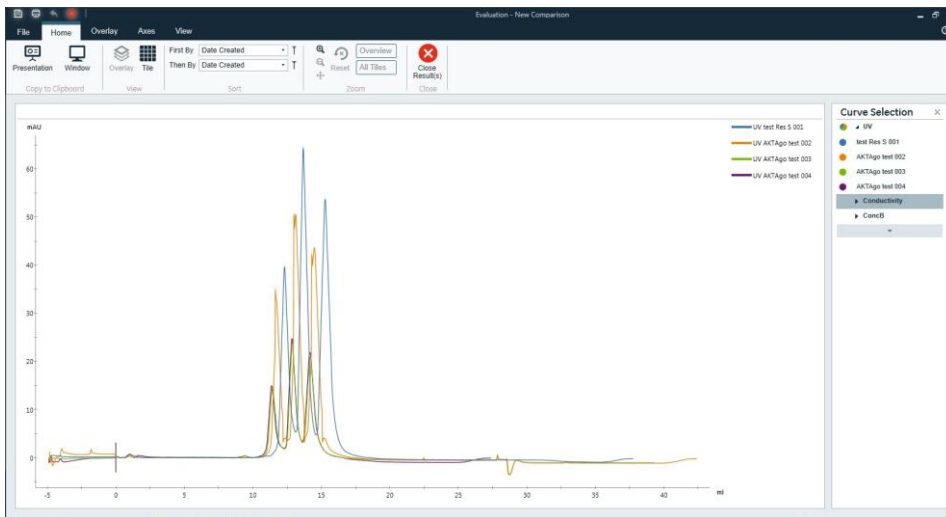 Evaluation - New Comparison
File Home Overlay Axes View
Presentation Window Overlay Tile First By Date Created Then By Date Created Reset Overview All Tiles Close Result(s)
Copy to Clipboard View Sort Zoom Close
mAU
60
50
40
30
20
10
0
-5 0 5 10 15 20 25 30 35 40 ml
UV test Res S 001
UV AKTAgo test 002
UV AKTAgo test 003
UV AKTAgo test 004
Curve Selection
UV
test Res S 001
AKTAgo test 002
AKTAgo test 003
AKTAgo test 004
Conductivity
ConcB